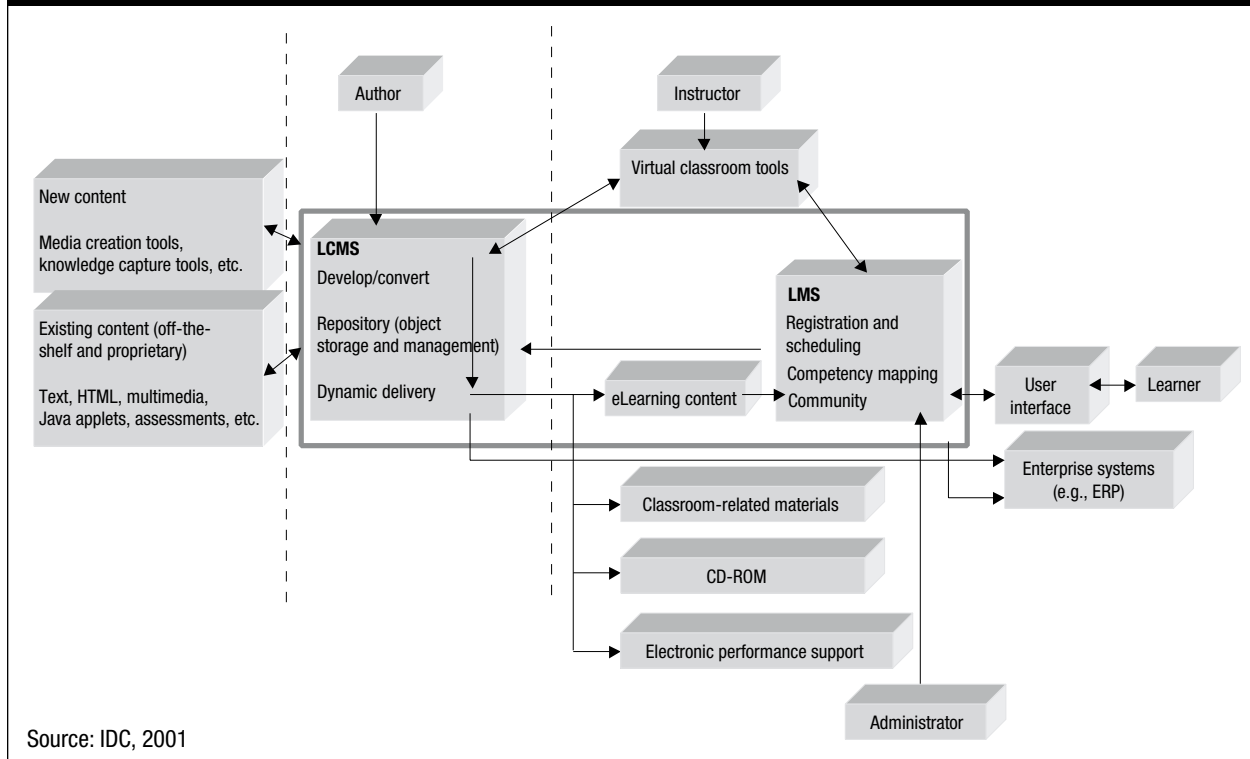 Author
Instructor
Virtual classroom tools
New content
Media creation tools,
knowledge capture tools, etc.
Existing content (off-the-
shelf and proprietary)
Text, HTML, multimedia,
Java applets, assessments, etc.
LCMS
Develop/convert
Repository (object
storage and management)
Dynamic delivery
eLearning content
LMS
Registration and
scheduling
Competency mapping
Community
User
interface
Learner
Enterprise systems
(e.g., ERP)
Classroom-related materials
CD-ROM
Electronic performance support
Administrator
Source: IDC, 2001